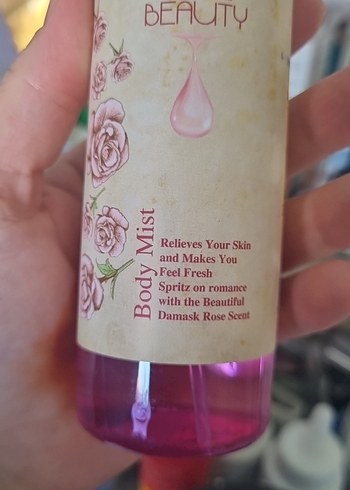 BEAUTY
Body Mist
Relieves Your Skin
and Makes You
Feel Fresh
Spritz on romance
with the Beautiful
Damask Rose Scent